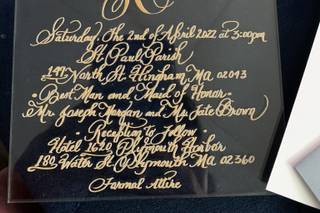 Saturday, The 2nd of April 2022 at 3:00pm
St. Paul Parish
147 North St. Hingham, MA 02043
· Best Man and Maid of Honor ·
Mr. Joseph Morgan and Ms. Tate Brown
· Reception to Follow ·
Hotel 1620 Plymouth Harbor
180 Water St. Plymouth, MA 02360
Formal Attire